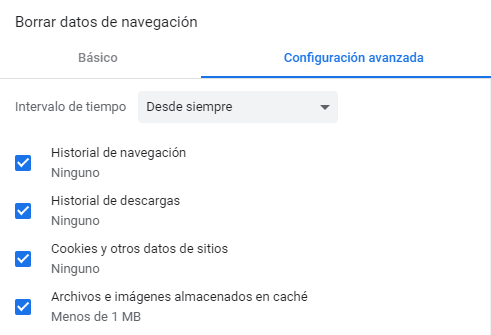 Borrar datos de navegación
Básico
Configuración avanzada
Intervalo de tiempo
Desde siempre
Historial de navegación
Ninguno
Historial de descargas
Ninguno
Cookies y otros datos de sitios
Ninguno
Archivos e imágenes almacenados en caché
Menos de 1 MB